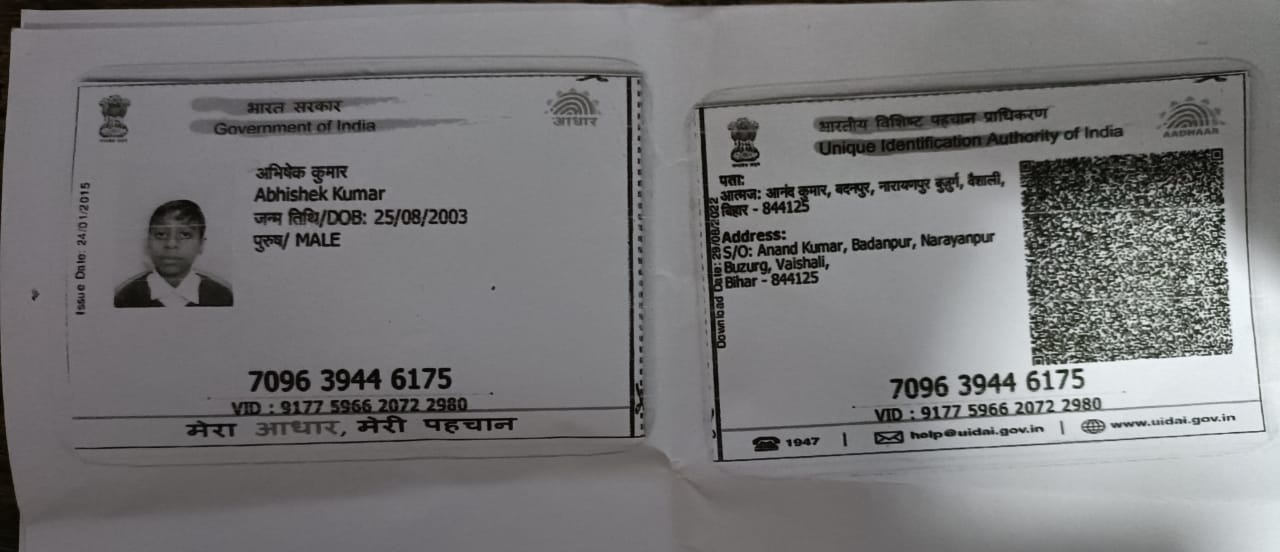 भारत सरकार
Government of India
आधार
Issue Date: 24/01/2015
अभिषेक कुमार
Abhishek Kumar
जन्म तिथि/DOB: 25/08/2003
पुरुष/ MALE
7096 3944 6175
VID : 9177 5966 2072 2980
मेरा आधार, मेरी पहचान
भारतीय विशिष्ट पहचान प्राधिकरण
Unique Identification Authority of India
AADHAAR
पता:
आत्मज: आनंद कुमार, बदनपुर, नारायणपुर बुजुर्ग, वैशाली,
बिहार - 844125
Address:
S/O: Anand Kumar, Badanpur, Narayanpur
Buzurg, Vaishali,
Bihar - 844125
Download Date: 29/08/2022
7096 3944 6175
VID : 9177 5966 2072 2980
1947 | help@uidai.gov.in | www.uidai.gov.in